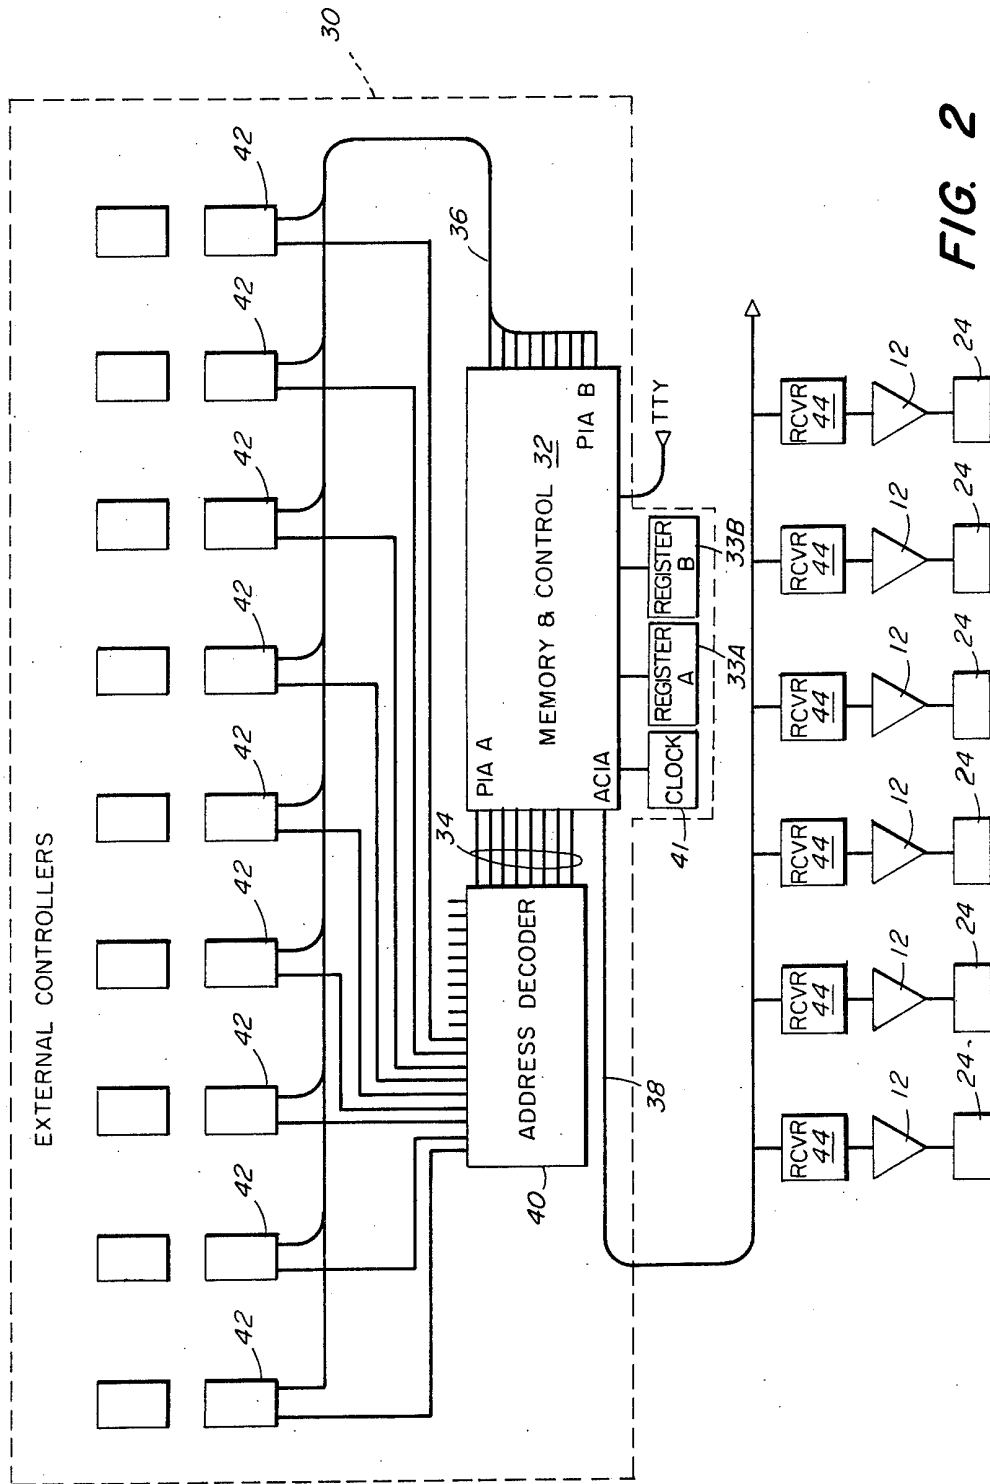 EXTERNAL CONTROLLERS
42
42
42
42
42
42
42
42
42
30
34
36
PIA A
ADDRESS DECODER
40
MEMORY & CONTROL 32
PIA B
ACIA
38
TTY
CLOCK
41
REGISTER
A
33A
REGISTER
B
33B
RCVR
44
RCVR
44
RCVR
44
RCVR
44
RCVR
44
RCVR
44
12
12
12
12
12
12
24
24
24
24
24
24
FIG. 2